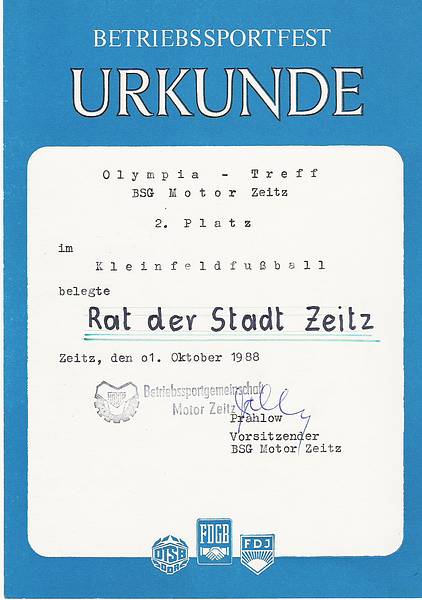 BETRIEBSSPORTFEST
URKUNDE
Olympia - Treff
BSG Motor Zeitz
2. Platz
im
Kleinfeldfußball
belegte
Rat der Stadt Zeitz
Zeitz, den o1. Oktober 1988
Betriebssportgemeinschaft
Motor Zeitz
Prahlow
Vorsitzender
BSG Motor Zeitz
DTSB
FDGB
FDJ